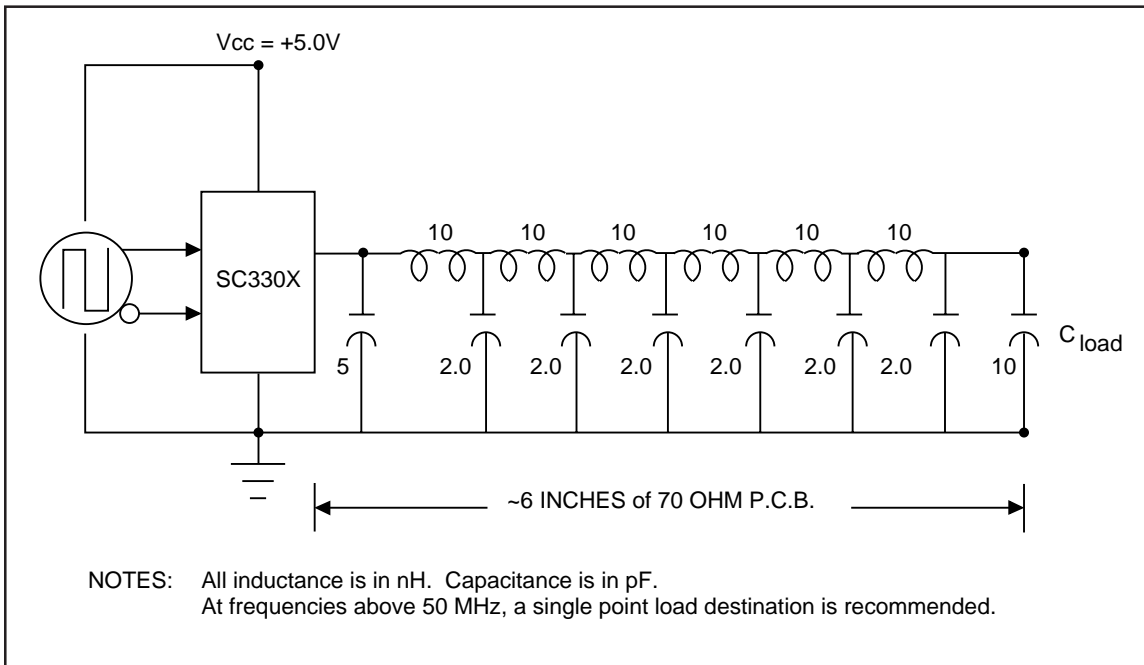 Vcc = +5.0V
10 10 10 10 10 10
SC330X
C load
5 2.0 2.0 2.0 2.0 2.0 2.0 10
~6 INCHES of 70 OHM P.C.B.
NOTES: All inductance is in nH. Capacitance is in pF.
At frequencies above 50 MHz, a single point load destination is recommended.